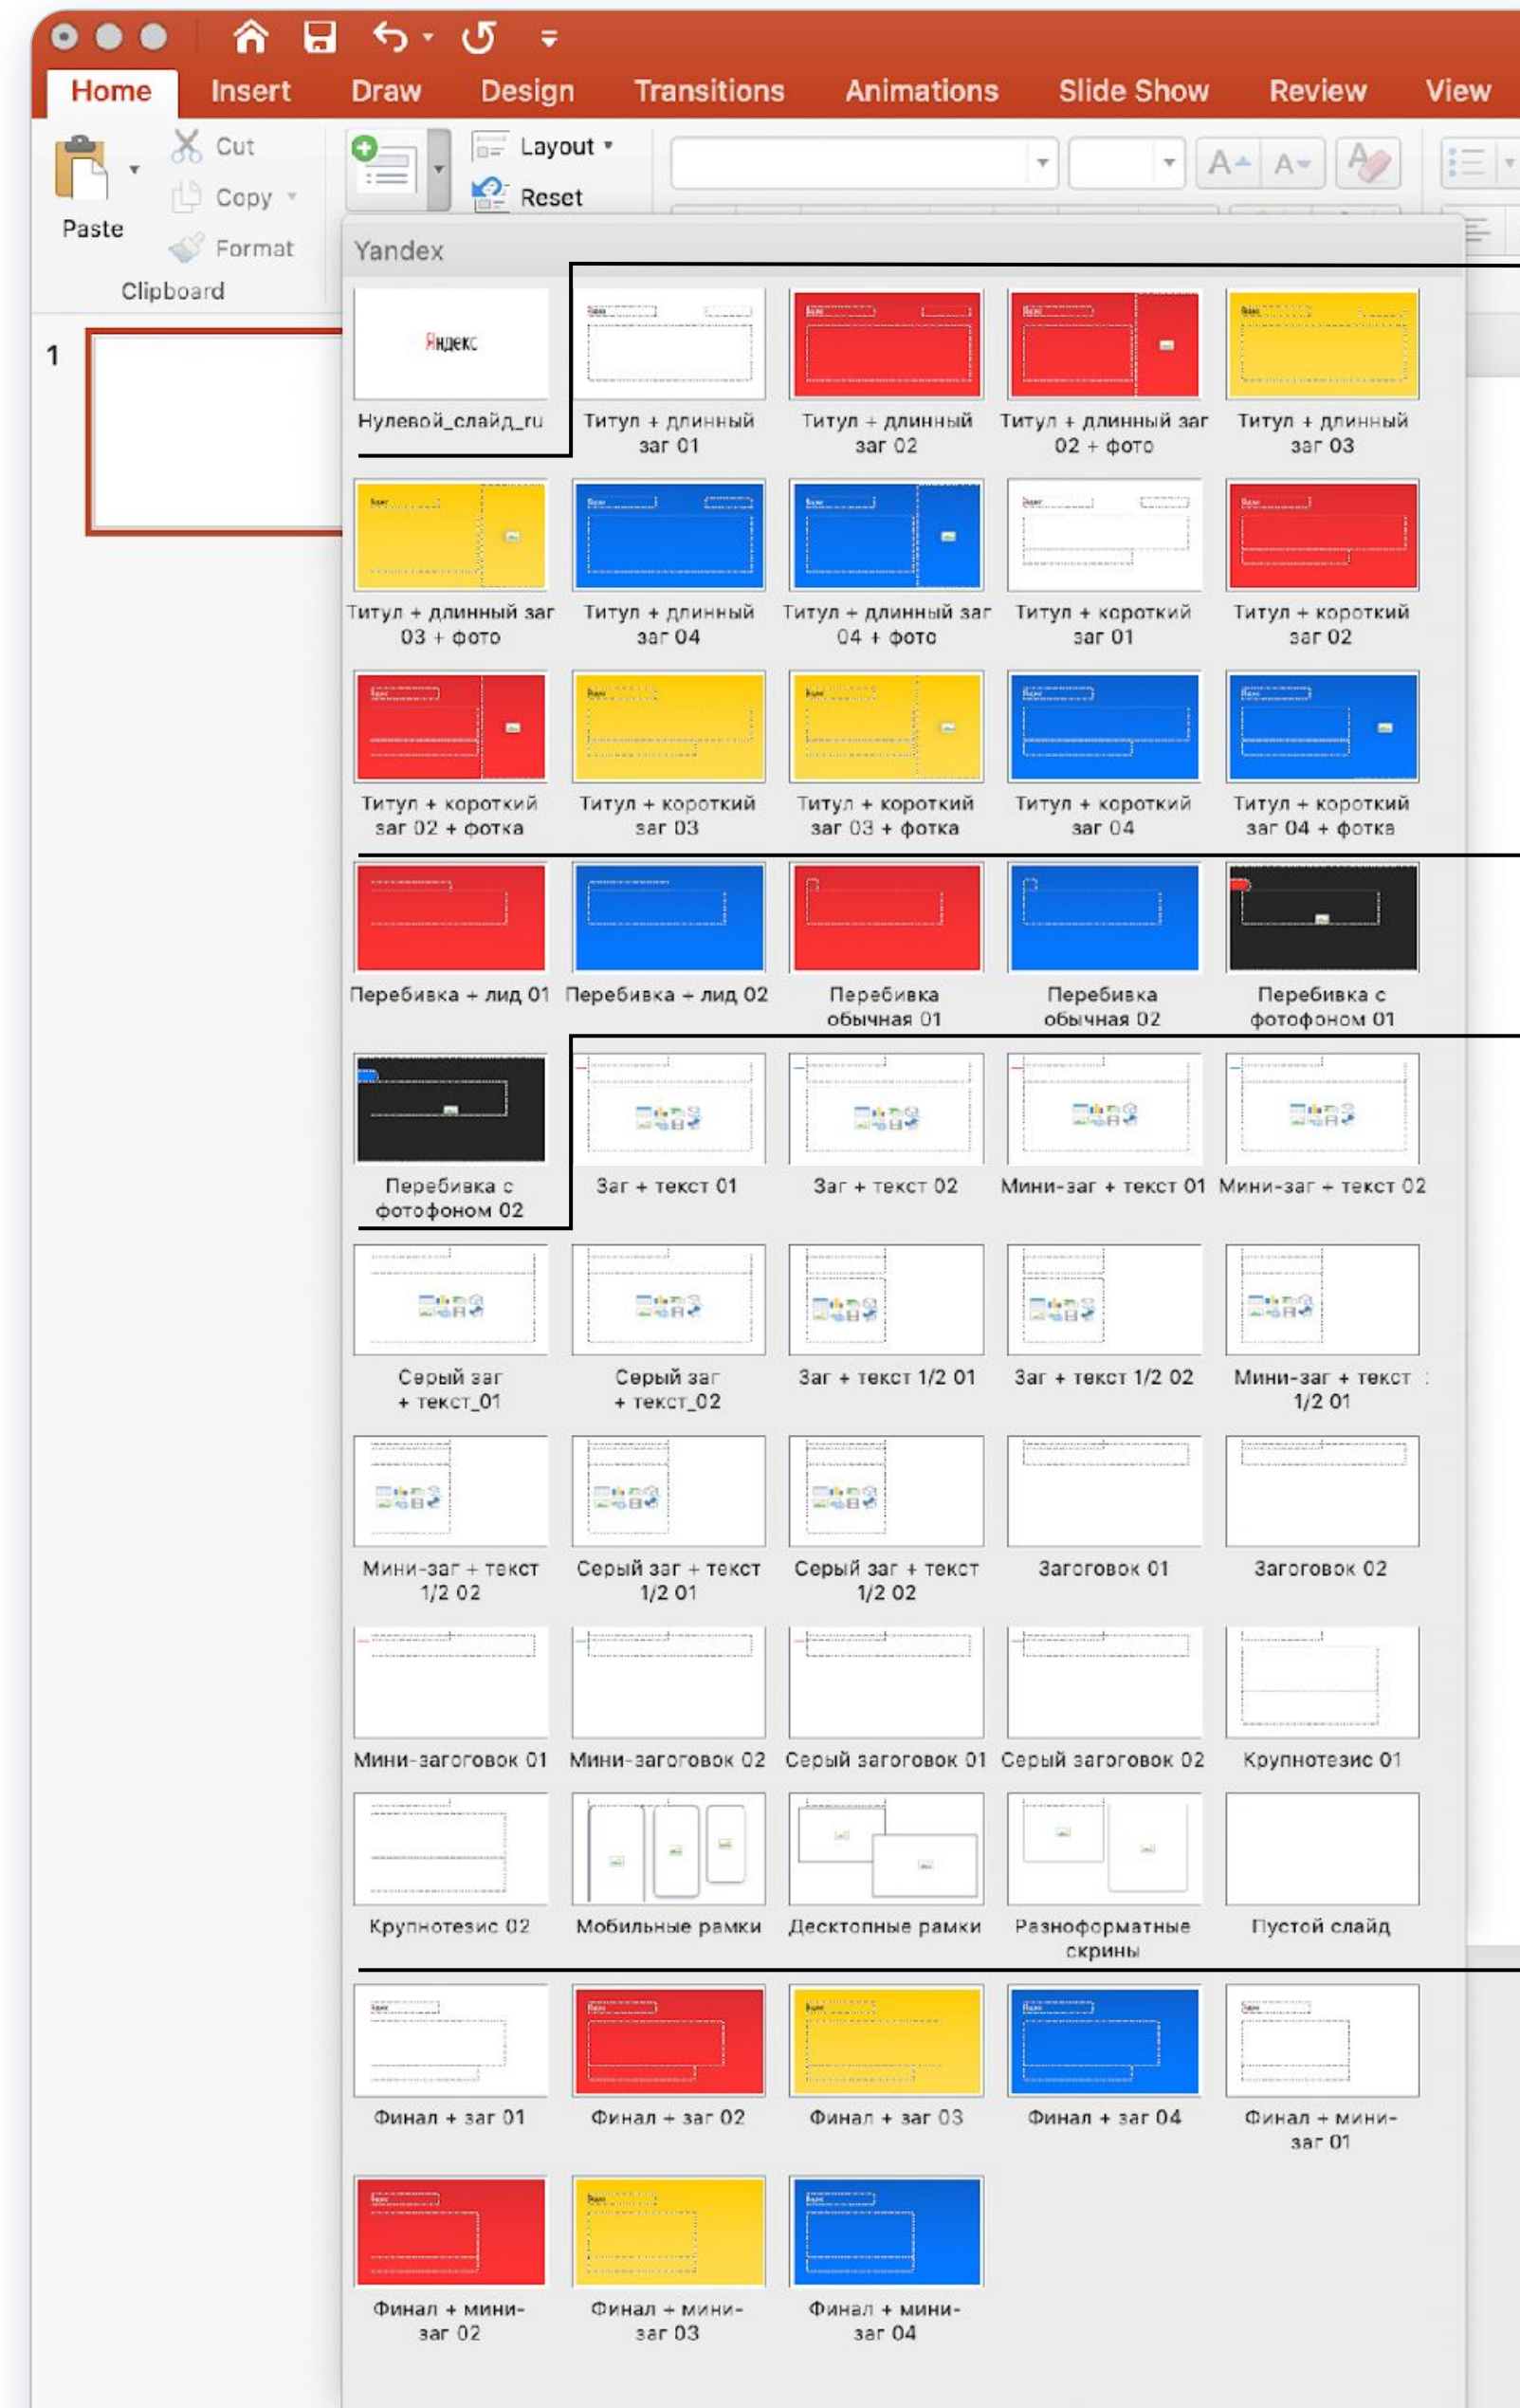 Home Insert Draw Design Transitions Animations Slide Show Review View
Cut
Copy
Paste
Format
Clipboard
Layout
Reset
1
Yandex
Яндекс
Нулевой_слайд_ru
Титул + длинный
заг 01
Титул + длинный
заг 02
Титул + длинный заг
02 + фото
Титул + длинный
заг 03
Титул + длинный заг
03 + фото
Титул + длинный
заг 04
Титул + длинный заг
04 + фото
Титул + короткий
заг 01
Титул + короткий
заг 02
Титул + короткий
заг 02 + фотка
Титул + короткий
заг 03
Титул + короткий
заг 03 + фотка
Титул + короткий
заг 04
Титул + короткий
заг 04 + фотка
Перебивка + лид 01
Перебивка + лид 02
Перебивка
обычная 01
Перебивка
обычная 02
Перебивка с
фотофоном 01
Перебивка с
фотофоном 02
Заг + текст 01
Заг + текст 02
Мини-заг + текст 01
Мини-заг + текст 02
Серый заг
+ текст_01
Серый заг
+ текст_02
Заг + текст 1/2 01
Заг + текст 1/2 02
Мини-заг + текст
1/2 01
Мини-заг + текст
1/2 02
Серый заг + текст
1/2 01
Серый заг + текст
1/2 02
Заголовок 01
Заголовок 02
Мини-заголовок 01
Мини-заголовок 02
Серый заголовок 01
Серый заголовок 02
Крупнотезис 01
Крупнотезис 02
Мобильные рамки
Десктопные рамки
Разноформатные
скрины
Пустой слайд
Финал + заг 01
Финал + заг 02
Финал + заг 03
Финал + заг 04
Финал + мини-
заг 01
Финал + мини-
заг 02
Финал + мини-
заг 03
Финал + мини-
заг 04